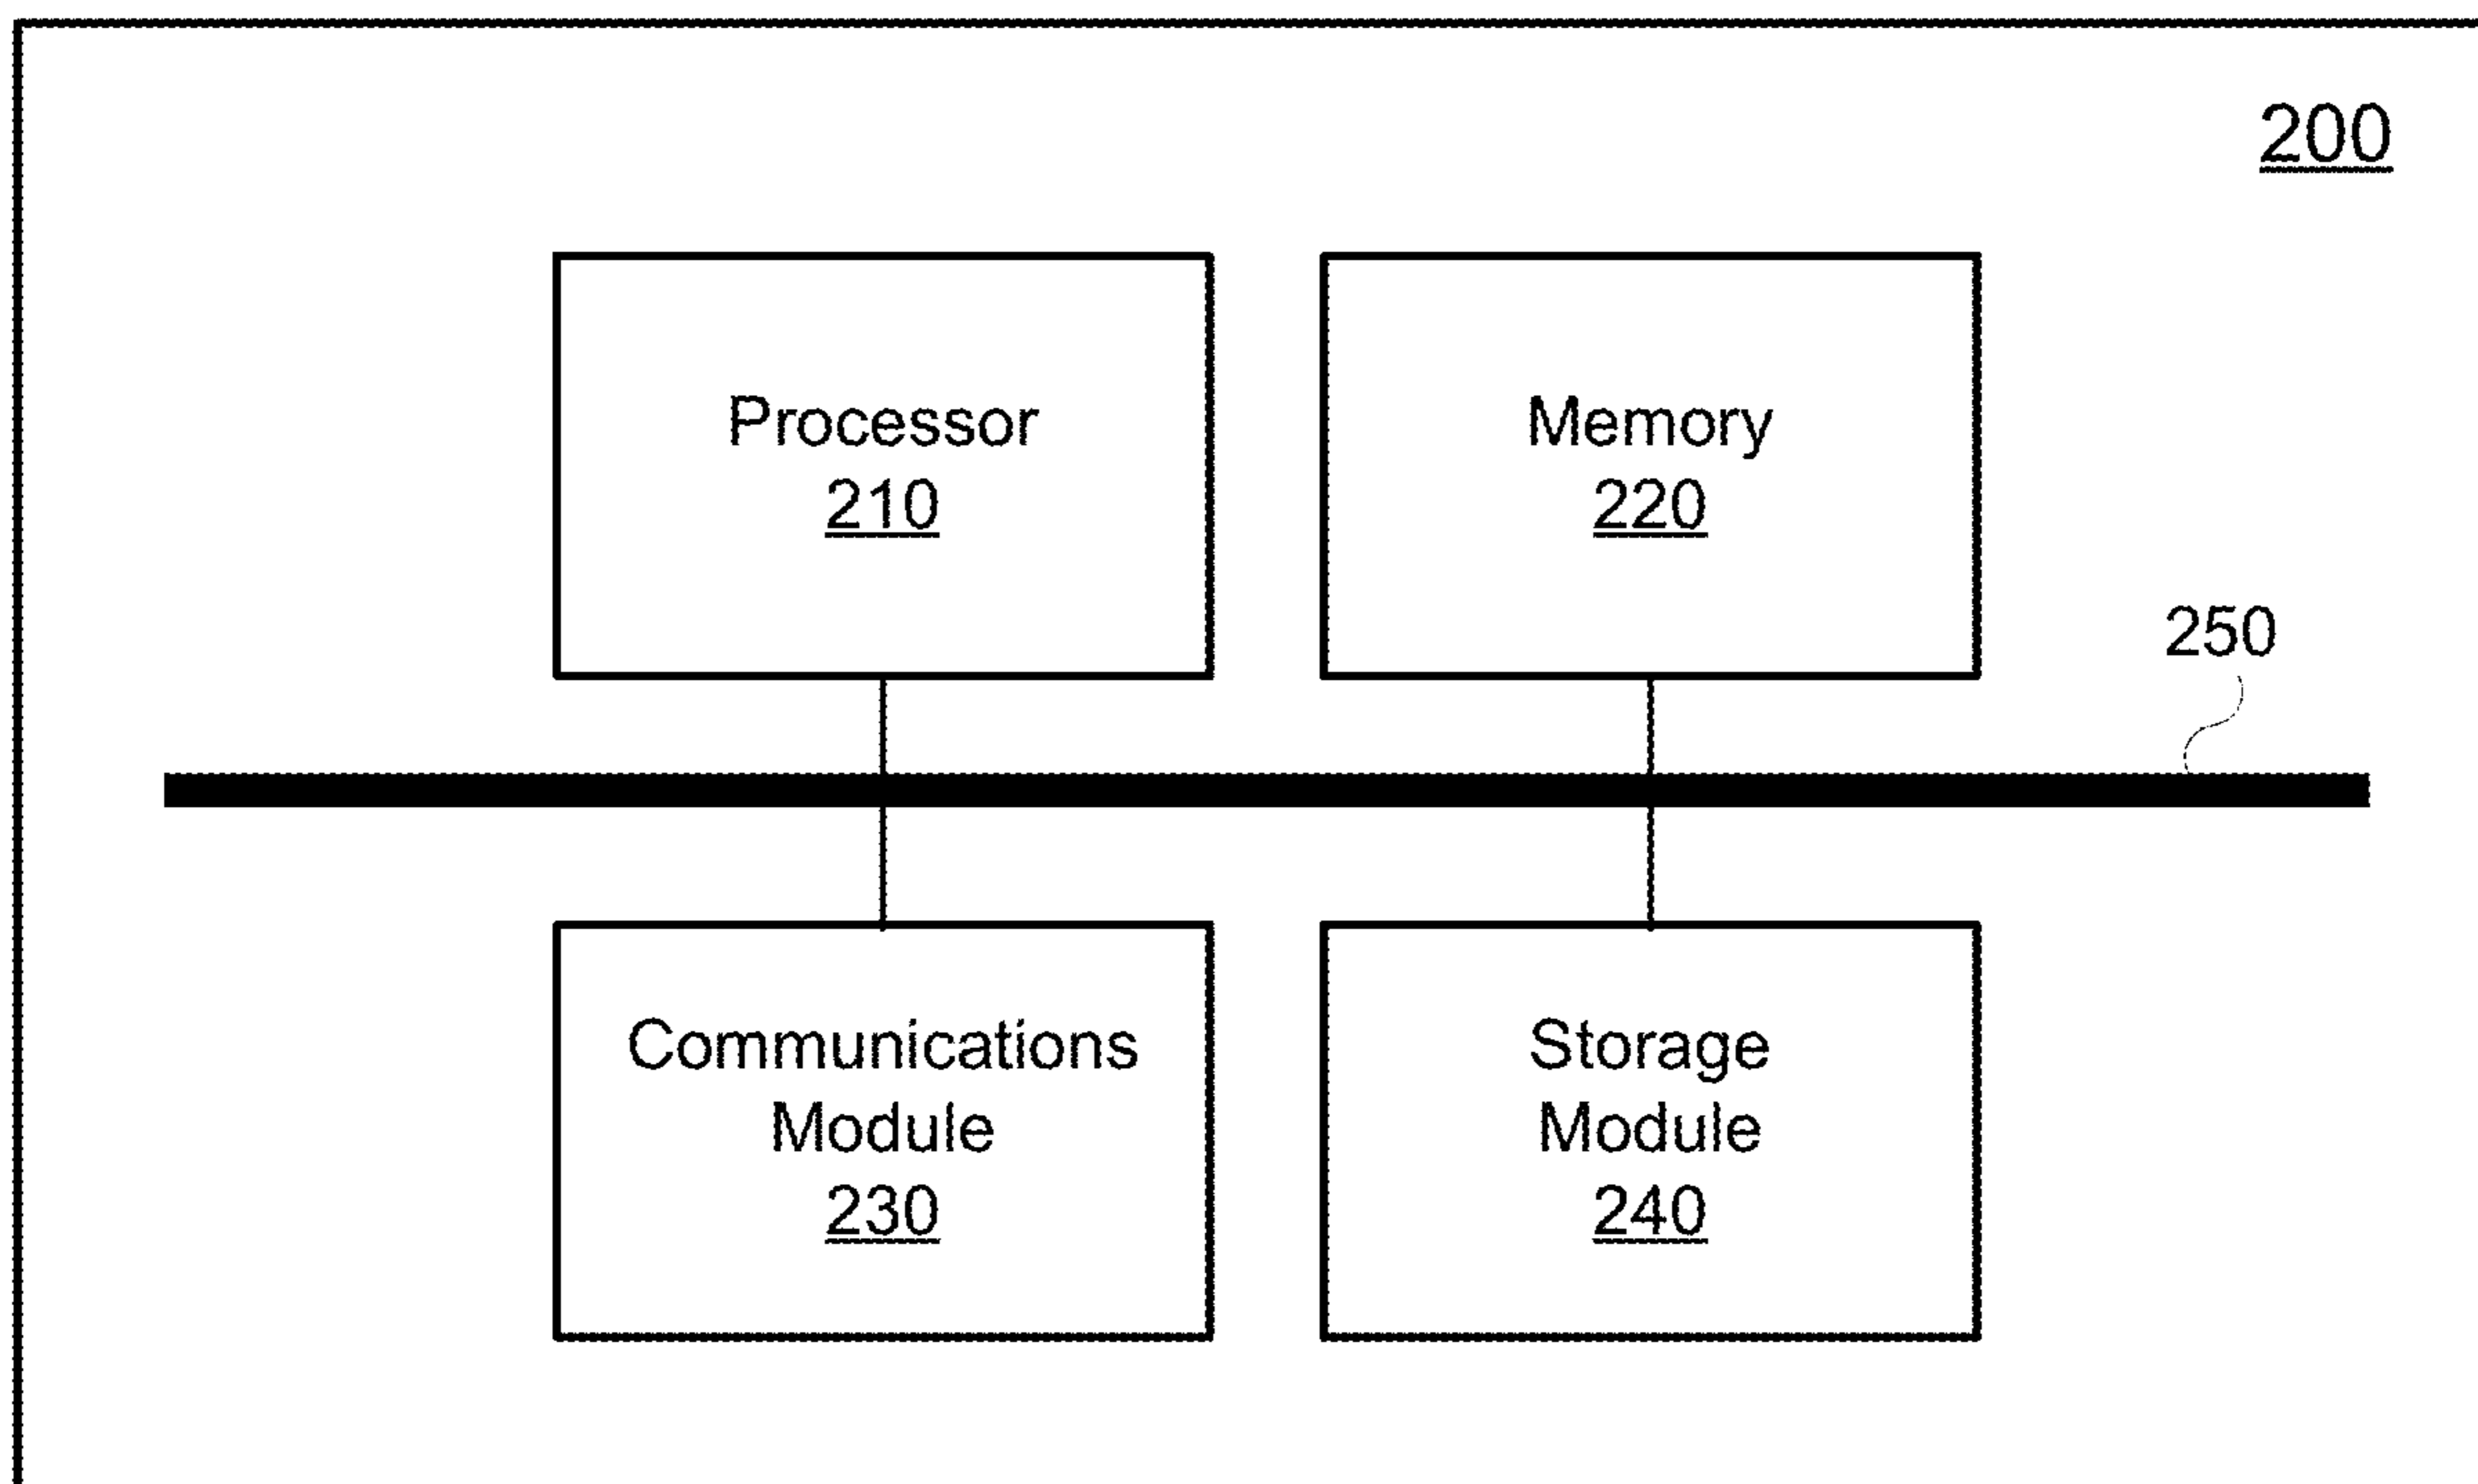 200
Processor
210
Memory
220
250
Communications
Module
230
Storage
Module
240